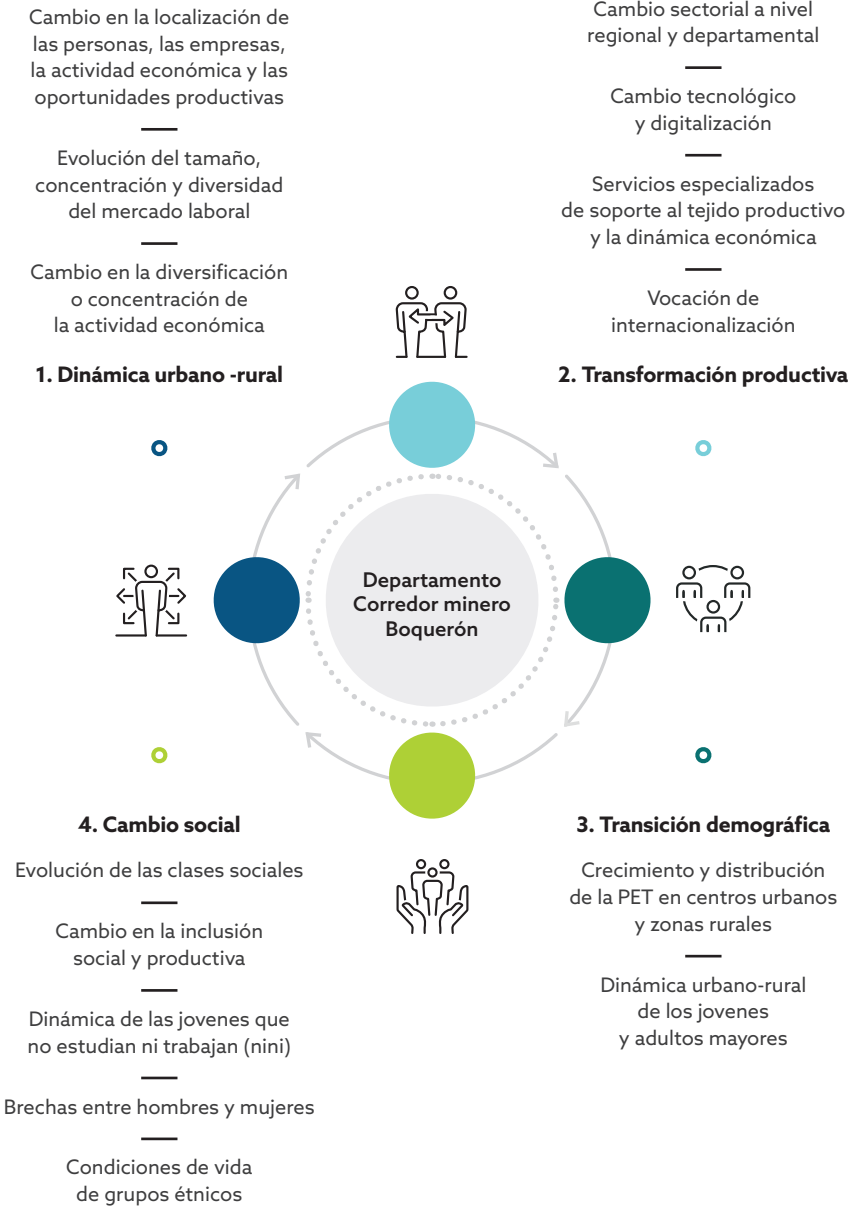 Cambio en la localización de
las personas, las empresas,
la actividad económica y las
oportunidades productivas
Evolución del tamaño,
concentración y diversidad
del mercado laboral
Cambio en la diversificación
o concentración de
la actividad económica
1. Dinámica urbano -rural
Cambio sectorial a nivel
regional y departamental
Cambio tecnológico
y digitalización
Servicios especializados
de soporte al tejido productivo
y la dinámica económica
Vocación de
internacionalización
2. Transformación productiva
Departamento
Corredor minero
Boquerón
4. Cambio social
Evolución de las clases sociales
Cambio en la inclusión
social y productiva
Dinámica de las jovenes que
no estudian ni trabajan (nini)
Brechas entre hombres y mujeres
Condiciones de vida
de grupos étnicos
3. Transición demográfica
Crecimiento y distribución
de la PET en centros urbanos
y zonas rurales
Dinámica urbano-rural
de los jovenes
y adultos mayores